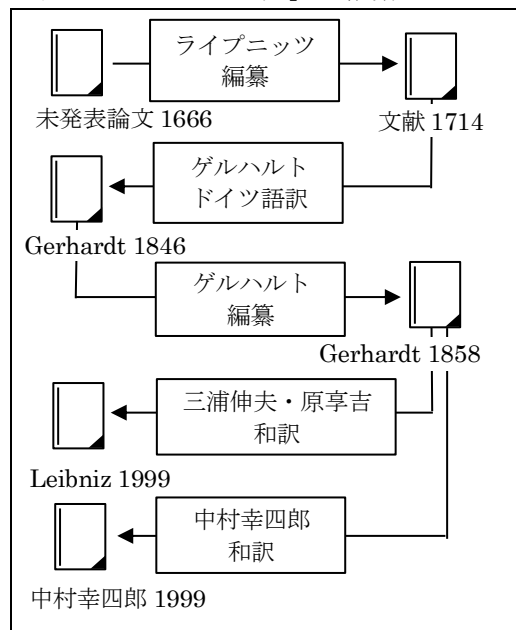 ライプニッツ
編纂
未発表論文 1666
文献 1714
ゲルハルト
ドイツ語訳
Gerhardt 1846
ゲルハルト
編纂
Gerhardt 1858
三浦伸夫・原享吉
和訳
Leibniz 1999
中村幸四郎
和訳
中村幸四郎 1999